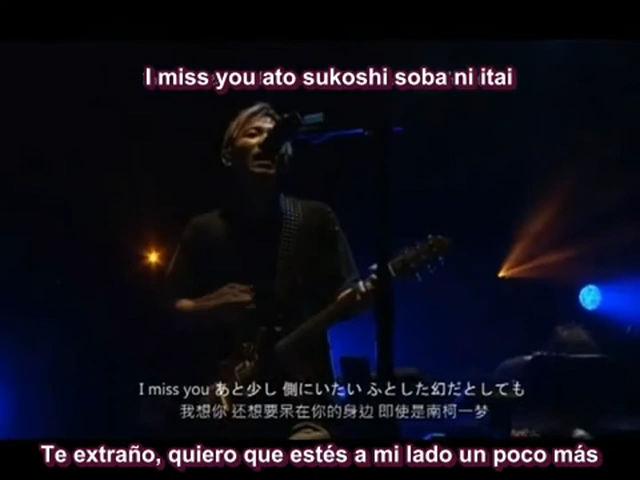 I miss you ato sukoshi soba ni itai
I miss you あと少し 側にいたい ふとした幻だとしても
我想你 还想要呆在你的身边 即使是南柯一梦
Te extraño, quiero que estés a mi lado un poco más